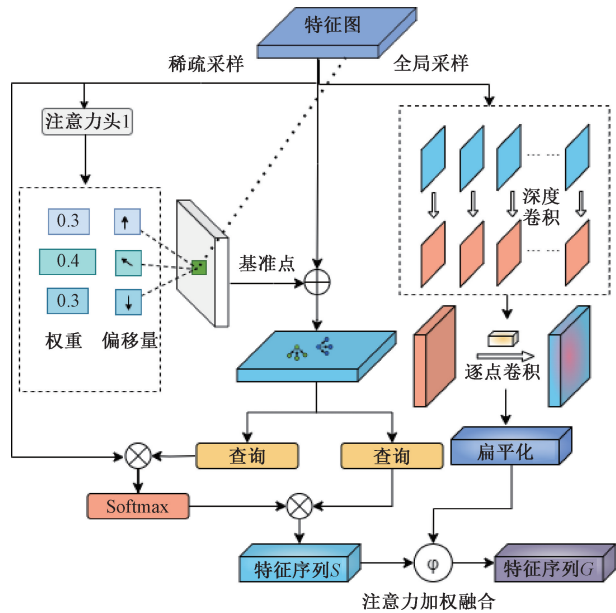 特征图
稀疏采样
全局采样
注意力头1
0.3
0.4
0.3
权重
偏移量
基准点
深度
卷积
逐点卷积
查询
查询
扁平化
Softmax
特征序列S
φ
特征序列G
注意力加权融合